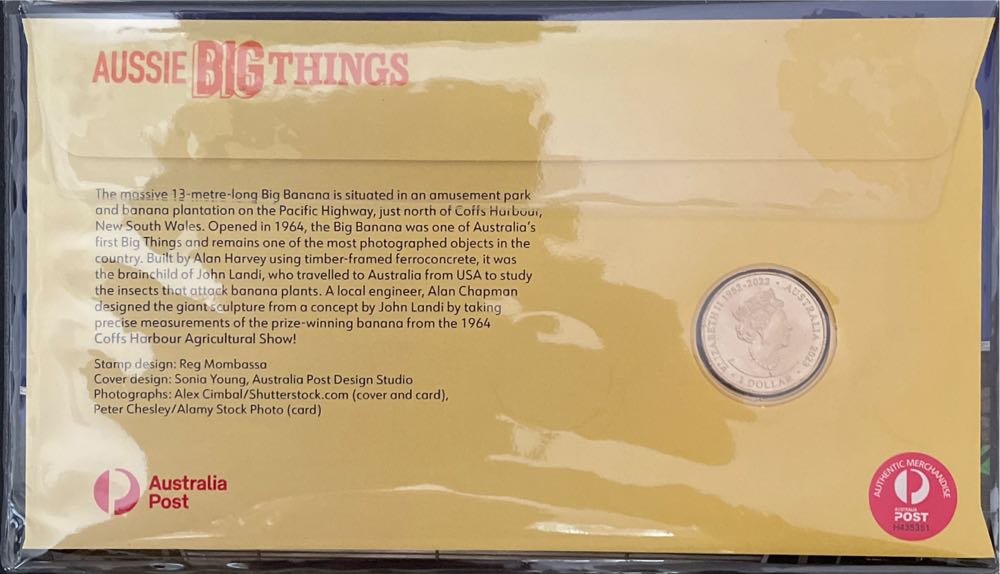 AUSSIE BIG THINGS
The massive 13-metre-long Big Banana is situated in an amusement park
and banana plantation on the Pacific Highway, just north of Coffs Harbour,
New South Wales. Opened in 1964, the Big Banana was one of Australia's
first Big Things and remains one of the most photographed objects in the
country. Built by Alan Harvey using timber-framed ferroconcrete, it was
the brainchild of John Landi, who travelled to Australia from USA to study
the insects that attack banana plants. A local engineer, Alan Chapman
designed the giant sculpture from a concept by John Landi by taking
precise measurements of the prize-winning banana from the 1964
Coffs Harbour Agricultural Show!
Stamp design: Reg Mombassa
Cover design: Sonia Young, Australia Post Design Studio
Photographs: Alex Cimbal/Shutterstock.com (cover and card),
Peter Chesley/Alamy Stock Photo (card)
ELIZABETH II 1952-2022 • AUSTRALIA 2023 •
1 DOLLAR
Australia
Post
AUTHENTIC MERCHANDISE
AUSTRALIA
POST
H435351